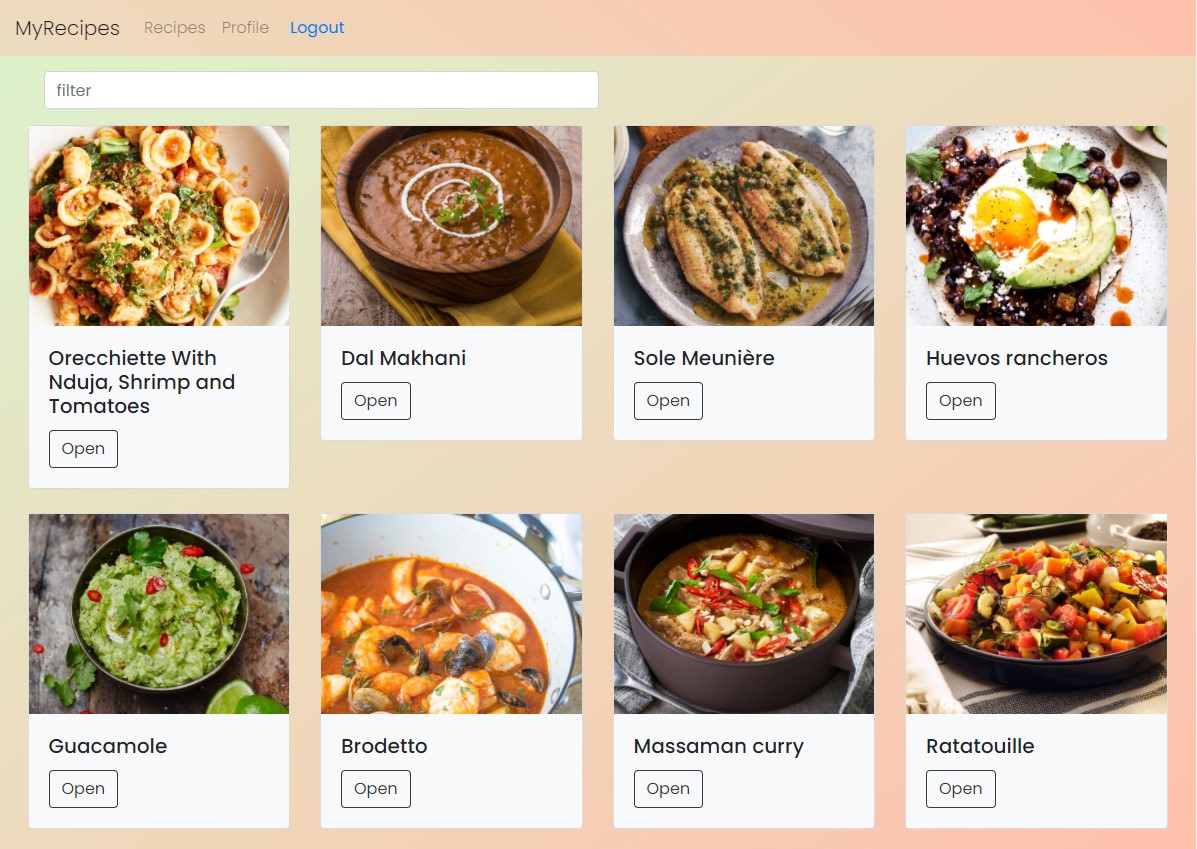 MyRecipes Recipes Profile Logout
filter
Orecchiette With
Nduja, Shrimp and
Tomatoes
Open
Dal Makhani
Open
Sole Meunière
Open
Huevos rancheros
Open
Guacamole
Open
Brodetto
Open
Massaman curry
Open
Ratatouille
Open